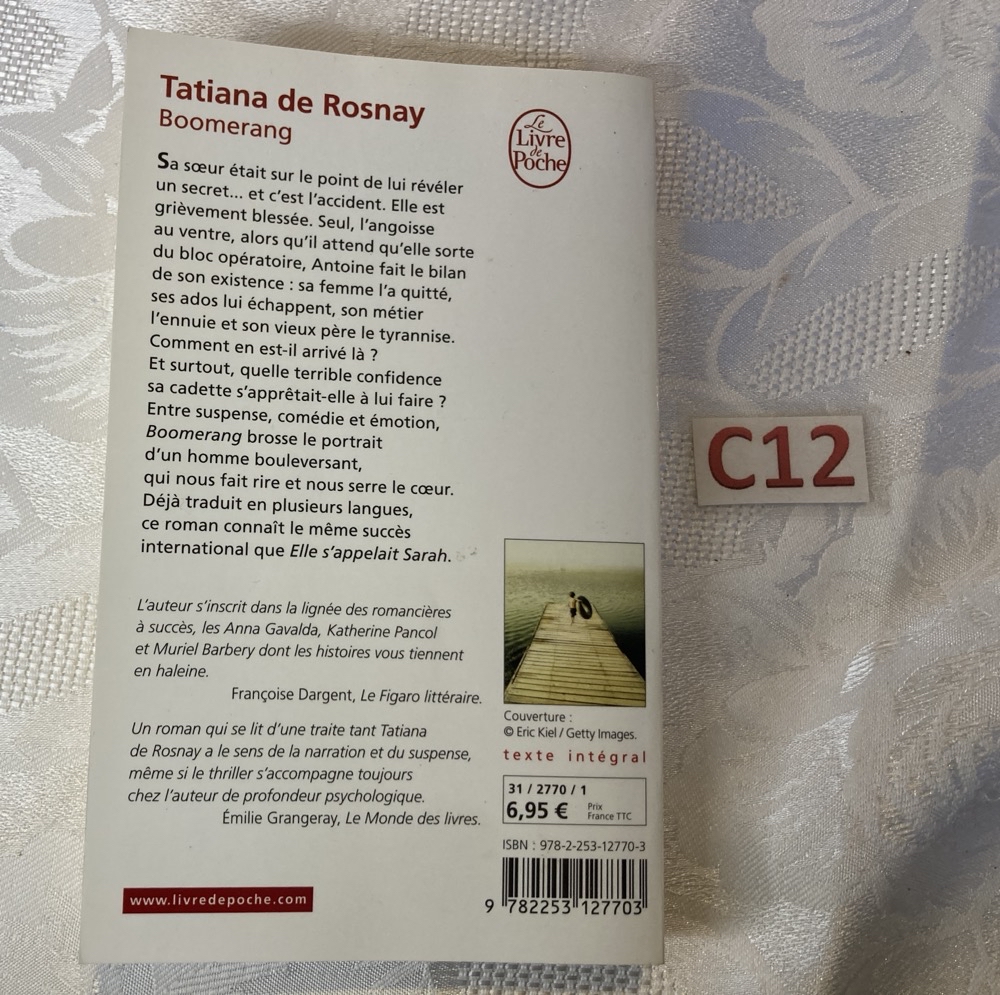 Tatiana de Rosnay
Boomerang
Le
Livre
de
Poche
Sa sœur était sur le point de lui révéler
un secret... et c'est l'accident. Elle est
grièvement blessée. Seul, l'angoisse
au ventre, alors qu'il attend qu'elle sorte
du bloc opératoire, Antoine fait le bilan
de son existence : sa femme l'a quitté,
ses ados lui échappent, son métier
l'ennuie et son vieux père le tyrannise.
Comment en est-il arrivé là ?
Et surtout, quelle terrible confidence
sa cadette s'apprêtait-elle à lui faire ?
Entre suspense, comédie et émotion,
Boomerang brosse le portrait
d'un homme bouleversant,
qui nous fait rire et nous serre le cœur.
Déjà traduit en plusieurs langues,
ce roman connaît le même succès
international que Elle s'appelait Sarah.
L'auteur s'inscrit dans la lignée des romancières
à succès, les Anna Gavalda, Katherine Pancol
et Muriel Barbery dont les histoires vous tiennent
en haleine.
Françoise Dargent, Le Figaro littéraire.
Un roman qui se lit d'une traite tant Tatiana
de Rosnay a le sens de la narration et du suspense,
même si le thriller s'accompagne toujours
chez l'auteur de profondeur psychologique.
Émilie Grangeray, Le Monde des livres.
www.livredepoche.com
Couverture :
© Eric Kiel / Getty Images.
texte intégral
31 / 2770 / 1
6,95 € Prix
France TTC
ISBN : 978-2-253-12770-3
9 782253 127703
C12